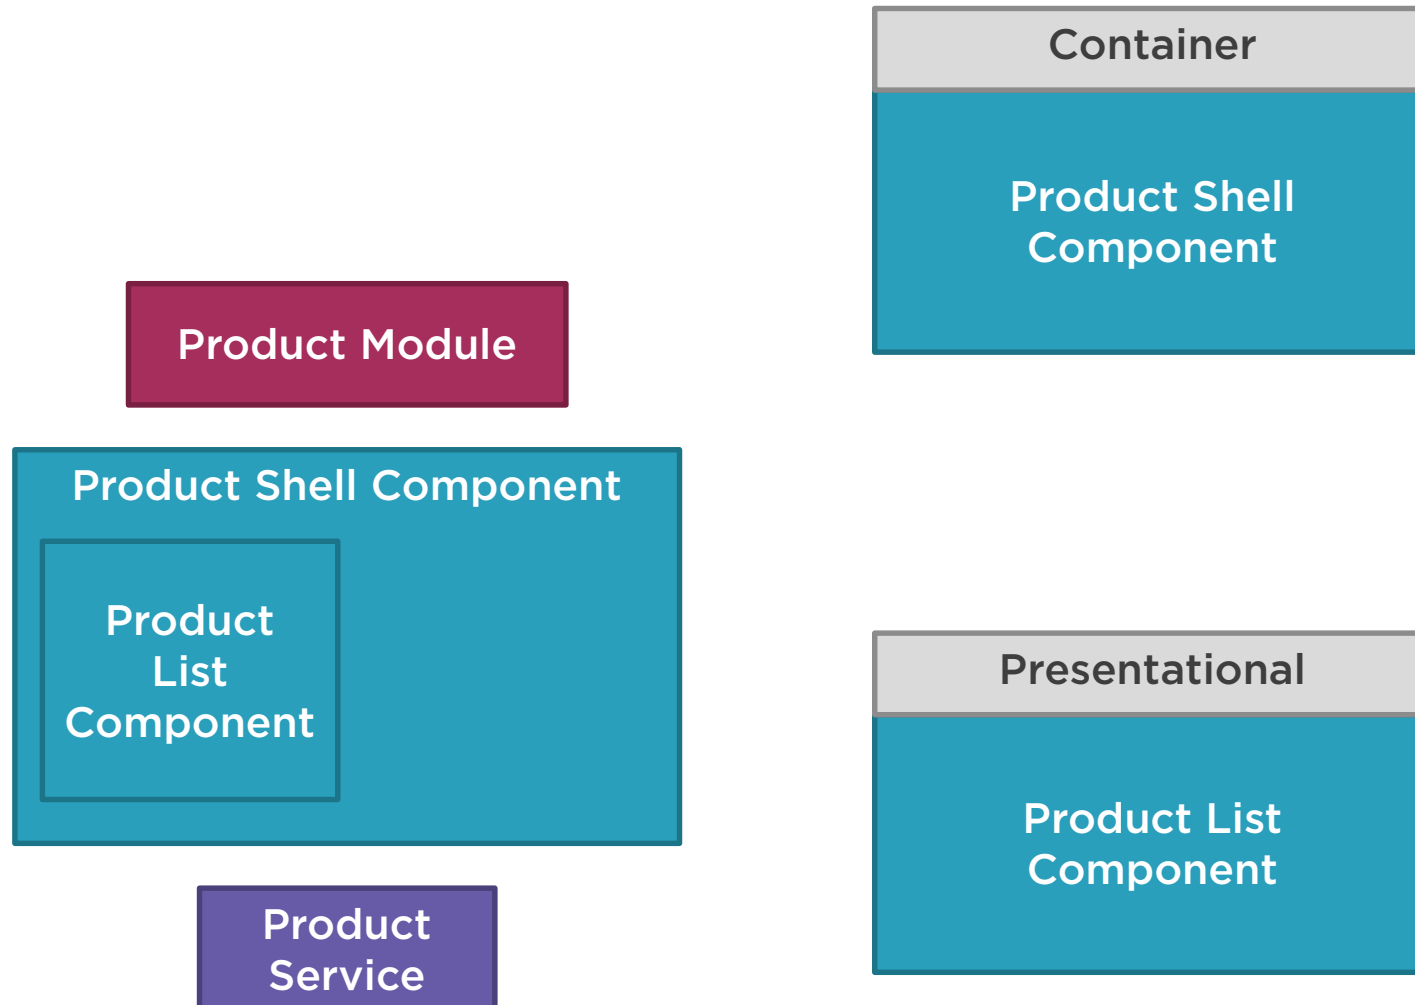 Product Module
Product Shell Component
Product
List
Component
Product
Service
Container
Product Shell
Component
Presentational
Product List
Component